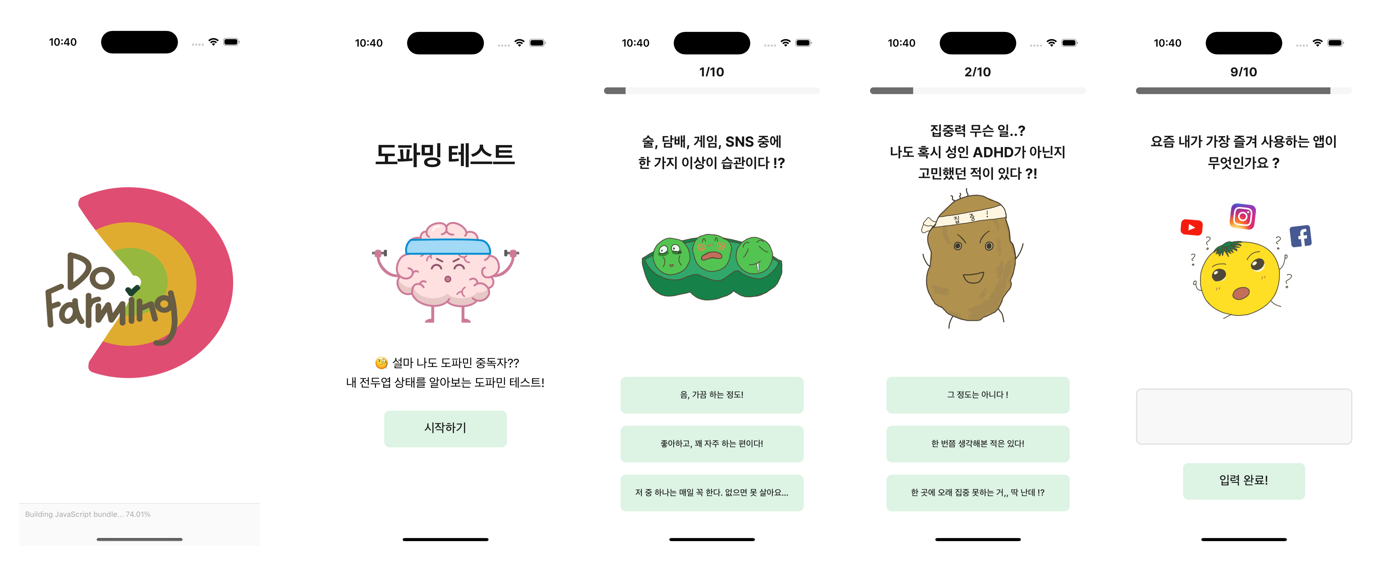 10:40
Do
Farming
Building JavaScript bundle... 74.01%
10:40
도파밍 테스트
🧐 설마 나도 도파민 중독자??
내 전두엽 상태를 알아보는 도파민 테스트!
시작하기
10:40
1/10
술, 담배, 게임, SNS 중에
한 가지 이상이 습관이다 !?
음, 가끔 하는 정도!
좋아하고, 꽤 자주 하는 편이다!
저 중 하나는 매일 꼭 한다. 없으면 못 살아요...
10:40
2/10
집중력 무슨 일..?
나도 혹시 성인 ADHD가 아닌지
고민했던 적이 있다 ?!
집중!
그 정도는 아니다 !
한 번쯤 생각해본 적은 있다!
한 곳에 오래 집중 못하는 거,, 딱 난데 !?
10:40
9/10
요즘 내가 가장 즐겨 사용하는 앱이
무엇인가요 ?
? ? ? ?
입력 완료!